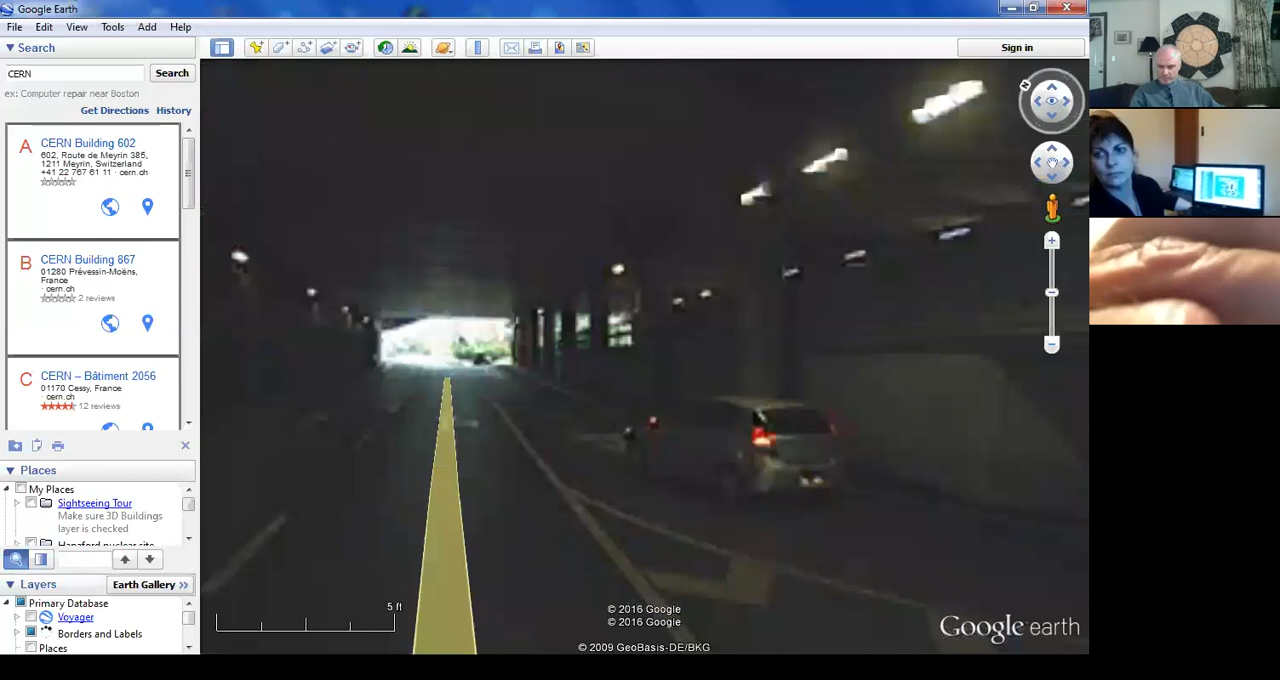 Google Earth
File Edit View Tools Add Help
Search
Sign in
CERN
Search
ex: Computer repair near Boston
Get Directions History
A
CERN Building 602
602, Route de Meyrin 385,
1211 Meyrin, Switzerland
+41 22 767 61 11 · cern.ch
B
CERN Building 867
01280 Prévessin-Moëns,
France
· cern.ch
2 reviews
C
CERN – Bâtiment 2056
01170 Cessy, France
· cern.ch
12 reviews
Places
My Places
Sightseeing Tour
Make sure 3D Buildings
layer is checked
Hanaford nuclear site
Layers
Earth Gallery >>
Primary Database
Voyager
Borders and Labels
Places
5 ft
© 2016 Google
© 2016 Google
© 2009 GeoBasis-DE/BKG
Google earth